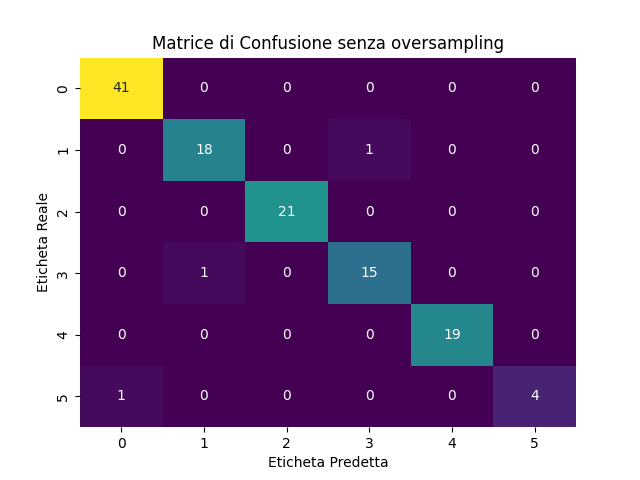 Matrice di Confusione senza oversampling
Eticheta Reale
0 41 0 0 0 0 0
1 0 18 0 1 0 0
2 0 0 21 0 0 0
3 0 1 0 15 0 0
4 0 0 0 0 19 0
5 1 0 0 0 0 4
0 1 2 3 4 5
Eticheta Predetta